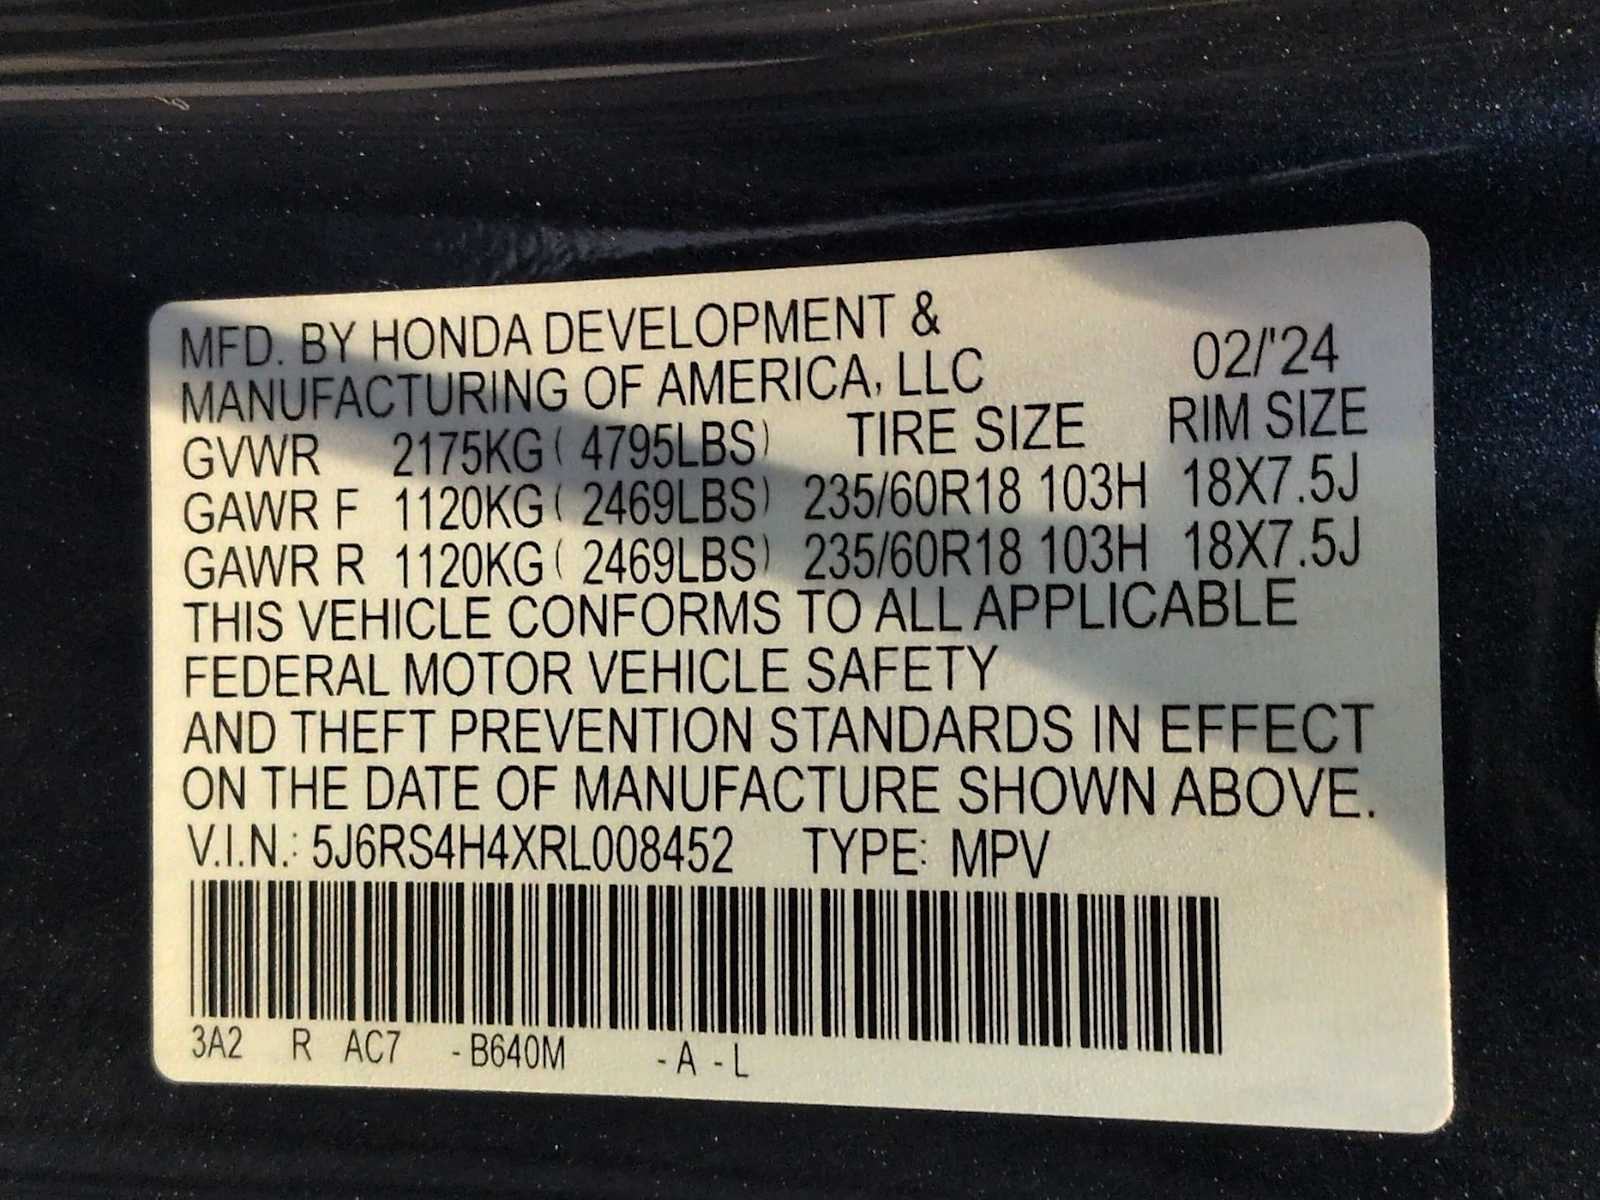 MFD. BY HONDA DEVELOPMENT &
MANUFACTURING OF AMERICA, LLC 02/'24
GVWR 2175KG ( 4795LBS) TIRE SIZE RIM SIZE
GAWR F 1120KG ( 2469LBS) 235/60R18 103H 18X7.5J
GAWR R 1120KG ( 2469LBS) 235/60R18 103H 18X7.5J
THIS VEHICLE CONFORMS TO ALL APPLICABLE
FEDERAL MOTOR VEHICLE SAFETY
AND THEFT PREVENTION STANDARDS IN EFFECT
ON THE DATE OF MANUFACTURE SHOWN ABOVE.
V.I.N.: 5J6RS4H4XRL008452 TYPE: MPV
3A2 R AC7 - B640M - A - L